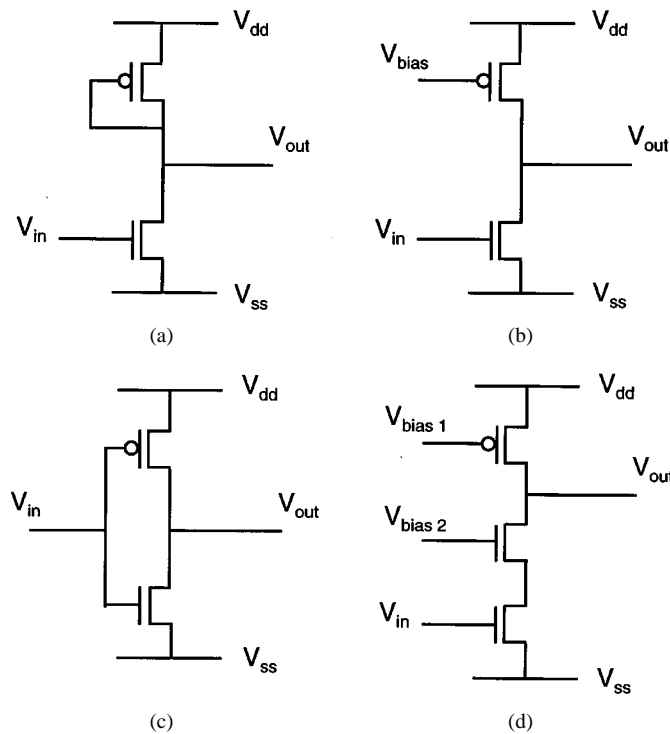 V_dd
V_out
V_in
V_ss
(a)
V_dd
V_bias
V_out
V_in
V_ss
(b)
V_dd
V_in
V_out
V_ss
(c)
V_dd
V_bias 1
V_out
V_bias 2
V_in
V_ss
(d)